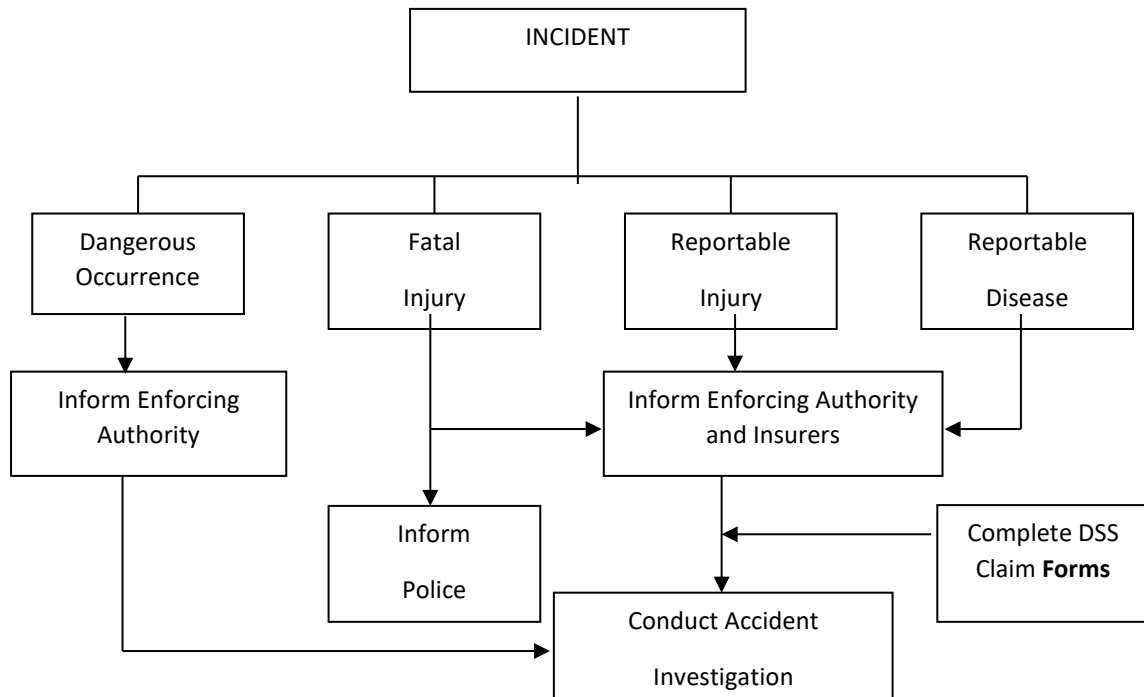 INCIDENT
Dangerous
Occurrence
Fatal
Injury
Reportable
Injury
Reportable
Disease
Inform Enforcing
Authority
Inform Enforcing Authority
and Insurers
Inform
Police
Complete DSS
Claim Forms
Conduct Accident
Investigation